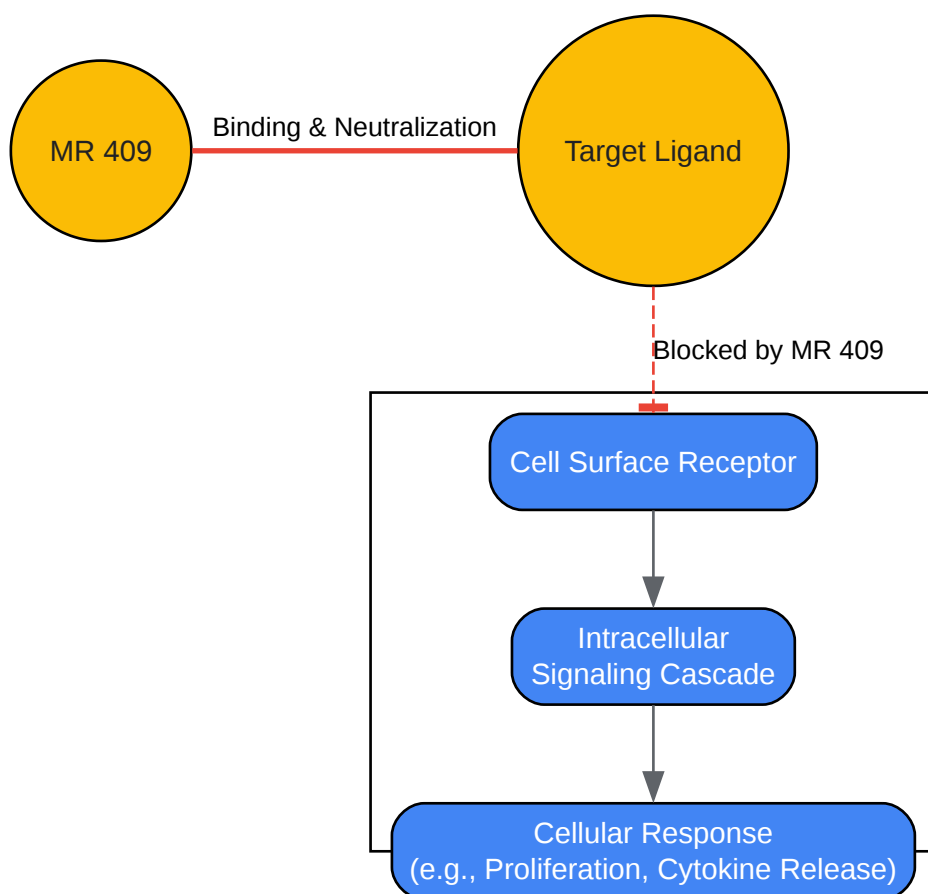 Binding & Neutralization
MR 409
Target Ligand
Blocked by MR 409
Cell Surface Receptor
Intracellular
Signaling Cascade
Cellular Response
(e.g., Proliferation, Cytokine Release)